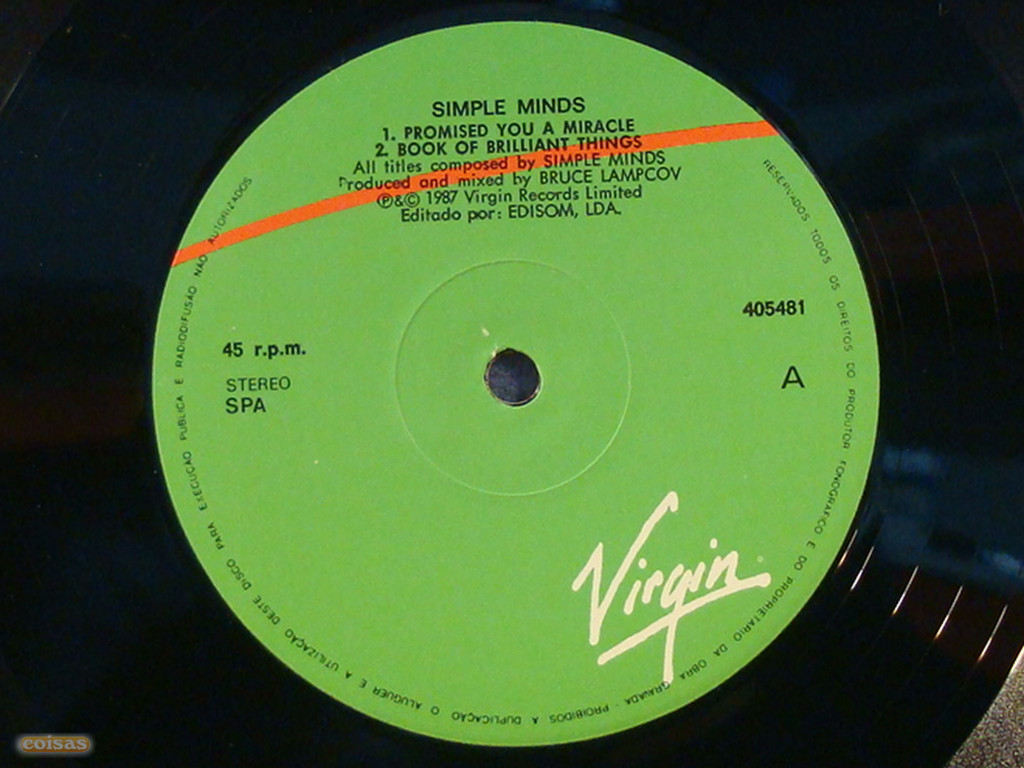 SIMPLE MINDS
1. PROMISED YOU A MIRACLE
2. BOOK OF BRILLIANT THINGS
All titles composed by SIMPLE MINDS
Produced and mixed by BRUCE LAMPCOV
℗&© 1987 Virgin Records Limited
Editado por: EDISOM, LDA.
405481
A
45 r.p.m.
STEREO
SPA
Virgin
RESERVADOS TODOS OS DIREITOS DO PRODUTOR FONOGRAFICO E DO PROPRIETARIO DA OBRA GRAVADA - PROIBIDOS A DUPLICAÇÃO O ALUGUER E A UTILIZAÇÃO DESTE DISCO PARA EXECUÇÃO PUBLICA E RADIODIFUSÃO NÃO AUTORIZADOS
coisas